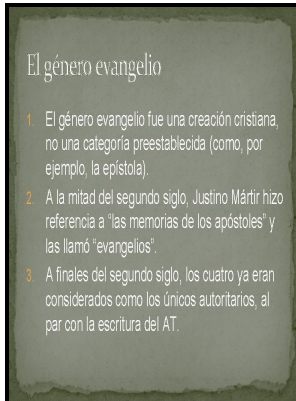 El género evangelio
1. El género evangelio fue una creación cristiana,
no una categoría preestablecida (como, por
ejemplo, la epístola).
2. A la mitad del segundo siglo, Justino Mártir hizo
referencia a “las memorias de los apóstoles” y
las llamó “evangelios”.
3. A finales del segundo siglo, los cuatro ya eran
considerados como los únicos autoritarios, al
par con la escritura del AT.